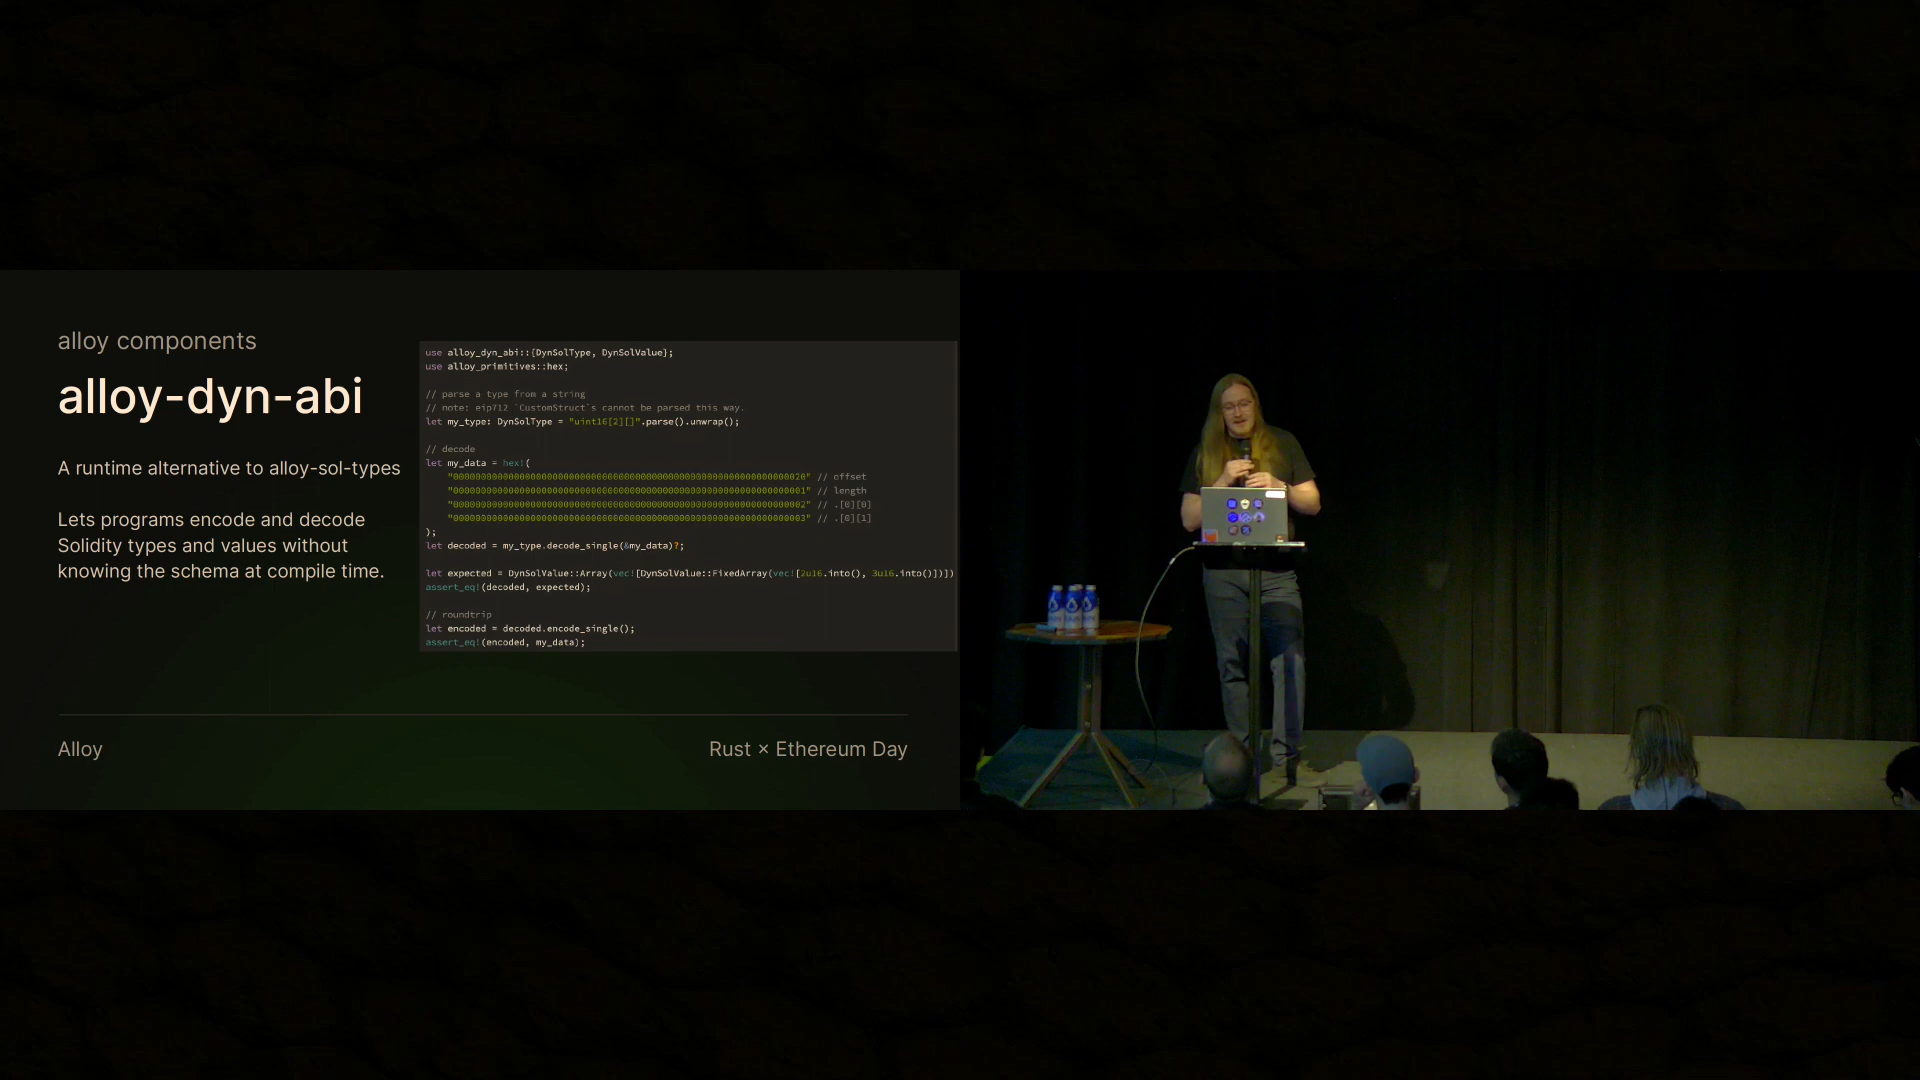 alloy components
alloy-dyn-abi
A runtime alternative to alloy-sol-types
Lets programs encode and decode
Solidity types and values without
knowing the schema at compile time.
use alloy_dyn_abi::{DynSolType, DynSolValue};
use alloy_primitives::hex;
// parse a type from a string
// note: eip712 `CustomStruct`s cannot be parsed this way.
let my_type: DynSolType = "uint16[2][]".parse().unwrap();
// decode
let my_data = hex!(
"0000000000000000000000000000000000000000000000000000000000000020" // offset
"0000000000000000000000000000000000000000000000000000000000000001" // length
"0000000000000000000000000000000000000000000000000000000000000002" // .[0][0]
"0000000000000000000000000000000000000000000000000000000000000003" // .[0][1]
);
let decoded = my_type.decode_single(&my_data)?;
let expected = DynSolValue::Array(vec![DynSolValue::FixedArray(vec![2u16.into(), 3u16.into()])])
assert_eq!(decoded, expected);
// roundtrip
let encoded = decoded.encode_single();
assert_eq!(encoded, my_data);
Alloy
Rust × Ethereum Day